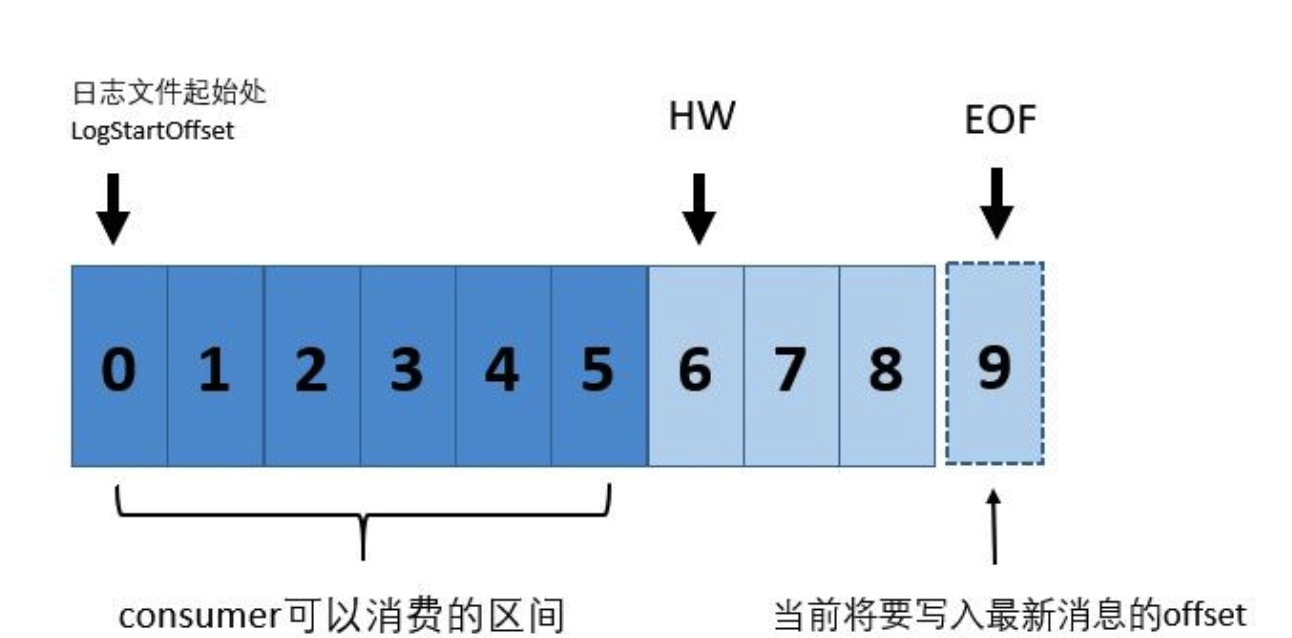 日志文件起始处
LogStartOffset
HW
EOF
0 1 2 3 4 5 6 7 8 9
consumer可以消费的区间
当前将要写入最新消息的offset